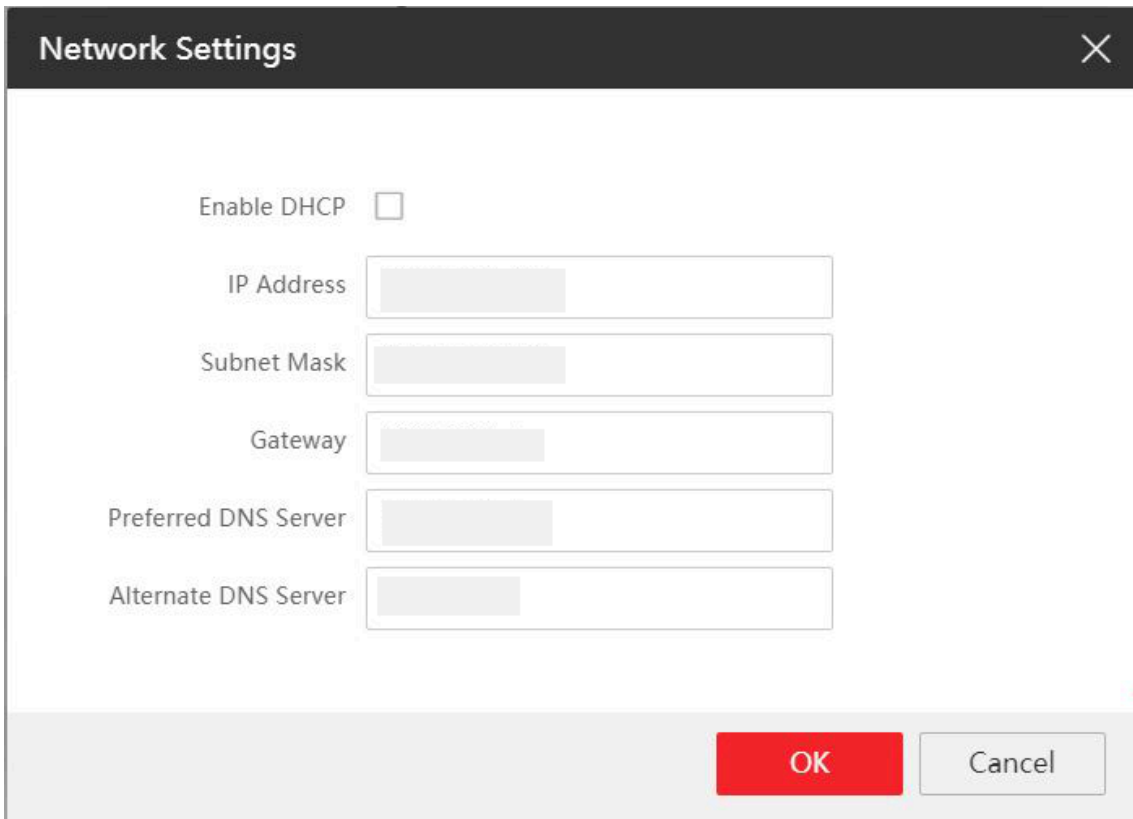 Network Settings
Enable DHCP
IP Address
Subnet Mask
Gateway
Preferred DNS Server
Alternate DNS Server
OK
Cancel